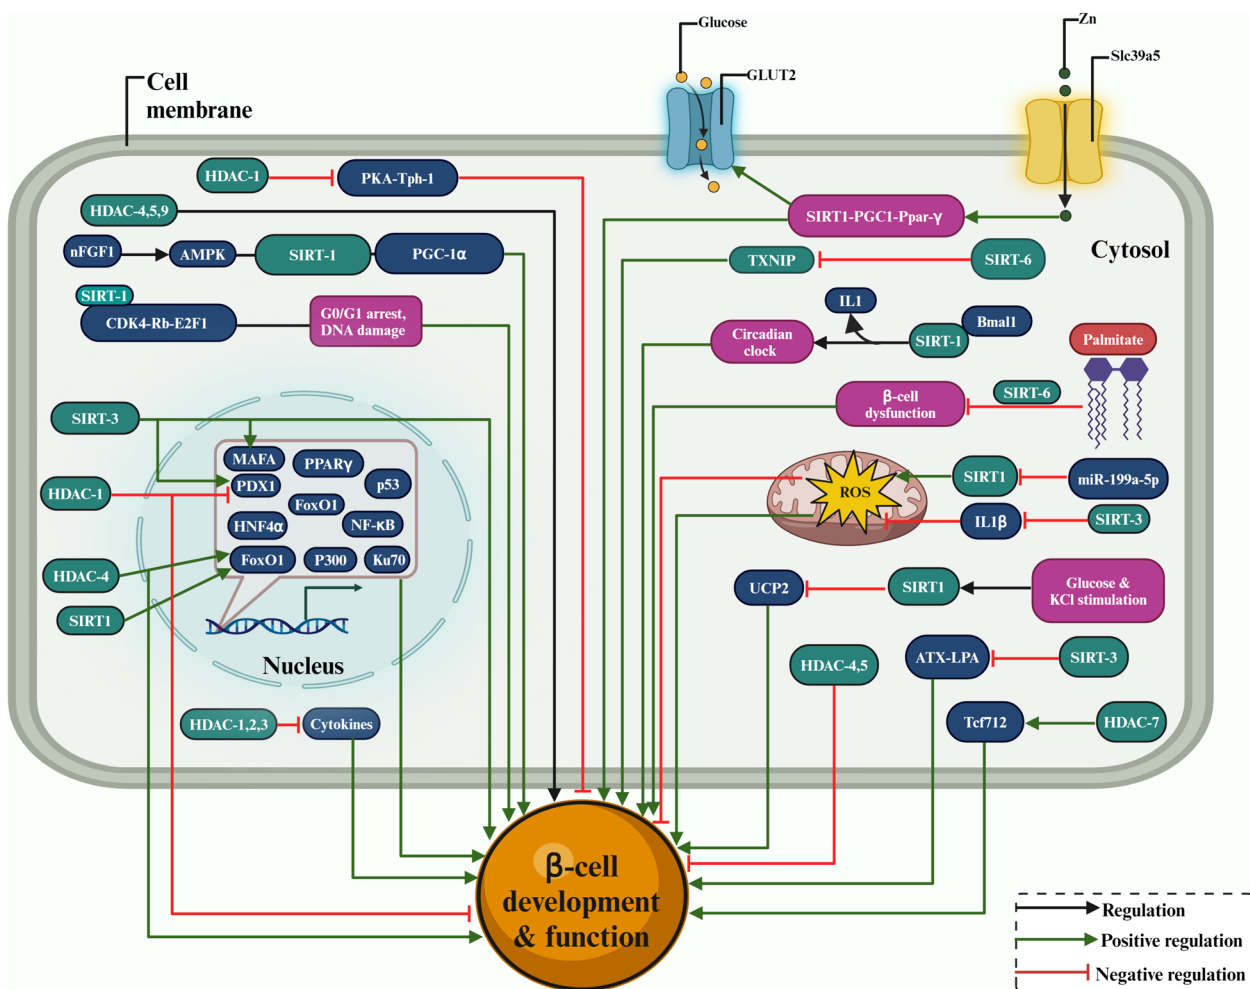 Glucose
Zn
GLUT2
Slc39a5
Cell
membrane
HDAC-1
PKA-Tph-1
HDAC-4,5,9
nFGF1
AMPK
SIRT-1
PGC-1α
SIRT-1
CDK4-Rb-E2F1
G0/G1 arrest,
DNA damage
SIRT1-PGC1-Ppar-γ
Cytosol
TXNIP
SIRT-6
IL1
Bmal1
Circadian
clock
SIRT-1
Palmitate
β-cell
dysfunction
SIRT-6
SIRT-3
MAFA
PPARγ
PDX1
p53
HDAC-1
FoxO1
HNF4α
NF-κB
HDAC-4
FoxO1
P300
Ku70
SIRT1
Nucleus
ROS
SIRT1
miR-199a-5p
IL1β
SIRT-3
UCP2
SIRT1
Glucose &
KCl stimulation
HDAC-4,5
ATX-LPA
SIRT-3
HDAC-1,2,3
Cytokines
Tcf712
HDAC-7
β-cell
development
& function
Regulation
Positive regulation
Negative regulation